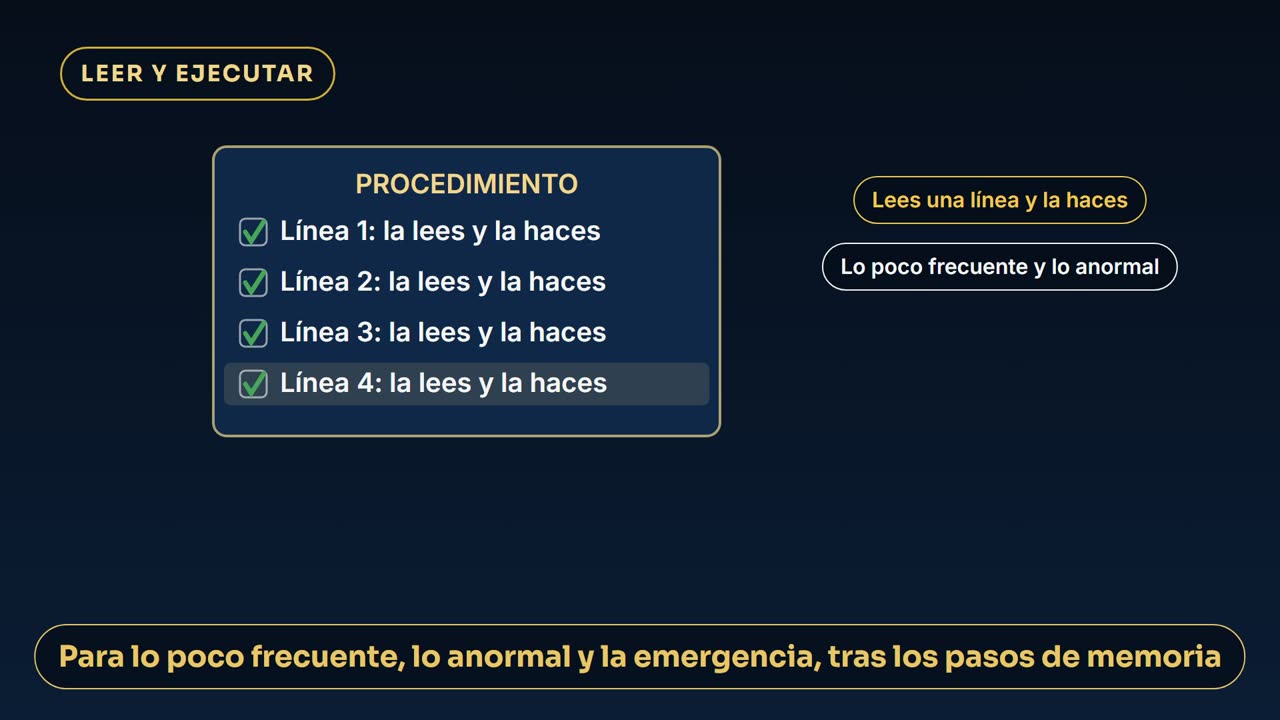 LEER Y EJECUTAR
PROCEDIMIENTO
Línea 1: la lees y la haces
Línea 2: la lees y la haces
Línea 3: la lees y la haces
Línea 4: la lees y la haces
Lees una línea y la haces
Lo poco frecuente y lo anormal
Para lo poco frecuente, lo anormal y la emergencia, tras los pasos de memoria